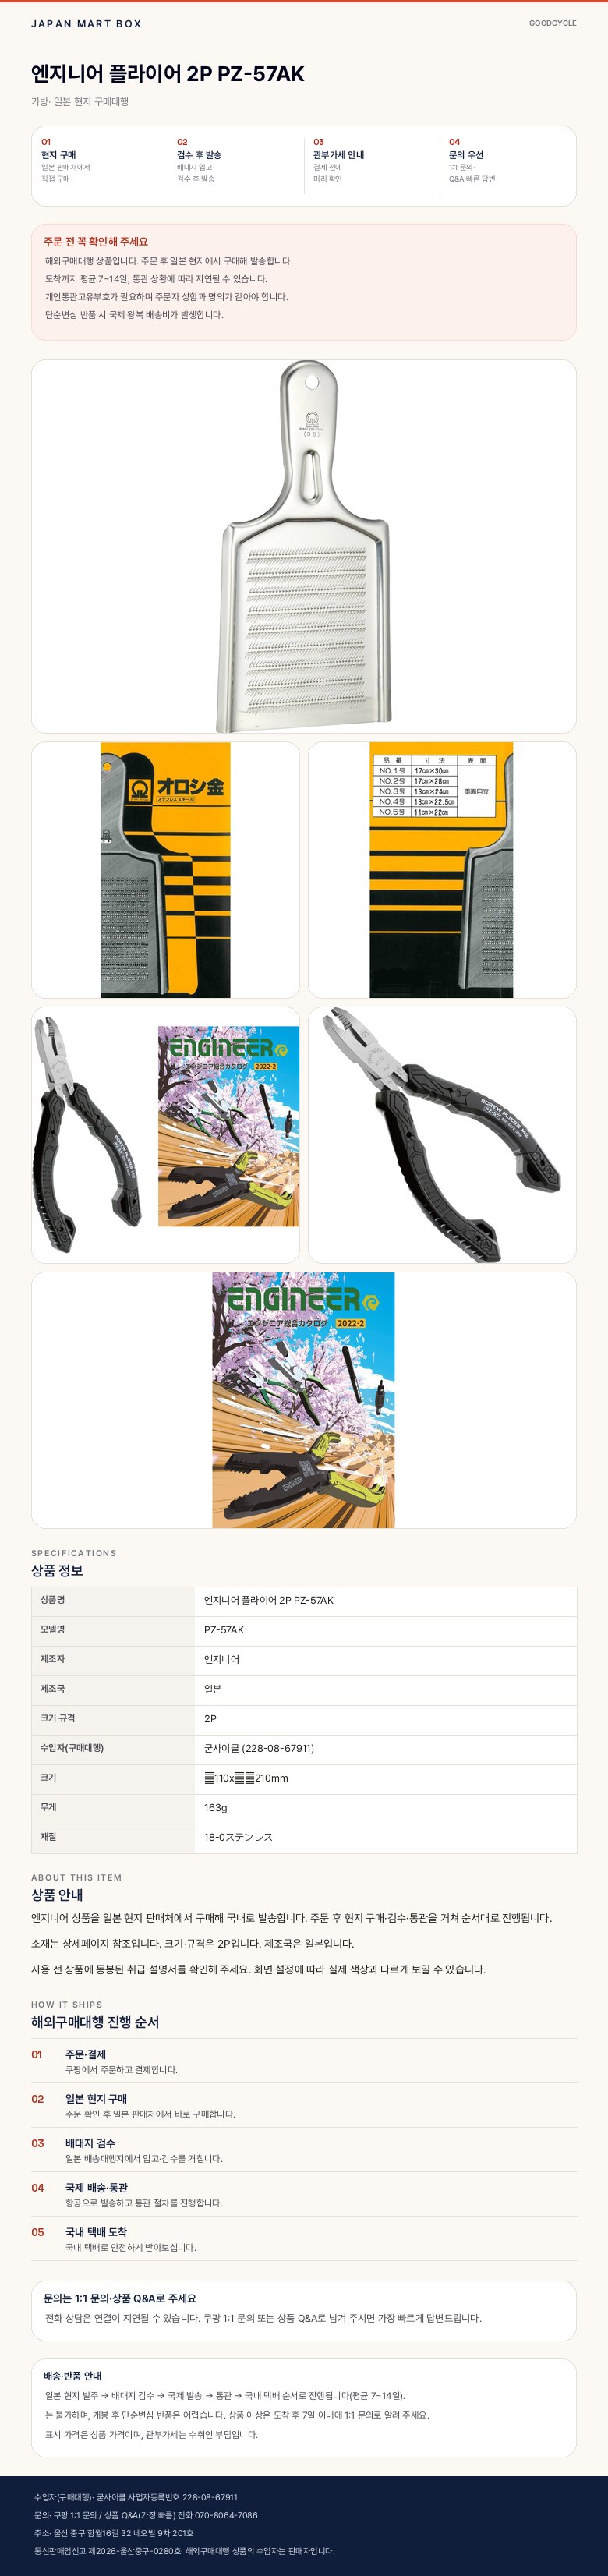 JAPAN MART BOX
GOODCYCLE
엔지니어 플라이어 2P PZ-57AK
가방· 일본 현지 구매대행
01
현지 구매
일본 판매처에서
직접 구매
02
검수 후 발송
배대지 입고·
검수 후 발송
03
관부가세 안내
결제 전에
미리 확인
04
문의 우선
1:1 문의·
Q&A 빠른 답변
주문 전 꼭 확인해 주세요
해외구매대행 상품입니다. 주문 후 일본 현지에서 구매해 발송합니다.
도착까지 평균 7~14일, 통관 상황에 따라 지연될 수 있습니다.
개인통관고유부호가 필요하며 주문자 성함과 명의가 같아야 합니다.
단순변심 반품 시 국제 왕복 배송비가 발생합니다.
オロシ金
ステンレススチール
品番 寸法 表面
NO.1号 17cm×30cm
NO.2号 17cm×28cm
NO.3号 13cm×24cm 両面目立
NO.4号 13cm×22.5cm
NO.5号 11cm×22cm
ENGINEER
エンジニア総合カタログ 2022-2
ENGINEER
エンジニア総合カタログ 2022-2
SPECIFICATIONS
상품 정보
상품명 엔지니어 플라이어 2P PZ-57AK
모델명 PZ-57AK
제조자 엔지니어
제조국 일본
크기·규격 2P
수입자(구매대행) 굳사이클 (228-08-67911)
크기 110x210mm
무게 163g
재질 18-0ステンレス
ABOUT THIS ITEM
상품 안내
엔지니어 상품을 일본 현지 판매처에서 구매해 국내로 발송합니다. 주문 후 현지 구매·검수·통관을 거쳐 순서대로 진행됩니다.
소재는 상세페이지 참조입니다. 크기·규격은 2P입니다. 제조국은 일본입니다.
사용 전 상품에 동봉된 취급 설명서를 확인해 주세요. 화면 설정에 따라 실제 색상과 다르게 보일 수 있습니다.
HOW IT SHIPS
해외구매대행 진행 순서
01 주문·결제
쿠팡에서 주문하고 결제합니다.
02 일본 현지 구매
주문 확인 후 일본 판매처에서 바로 구매합니다.
03 배대지 검수
일본 배송대행지에서 입고·검수를 거칩니다.
04 국제 배송·통관
항공으로 발송하고 통관 절차를 진행합니다.
05 국내 택배 도착
국내 택배로 안전하게 받아보십니다.
문의는 1:1 문의·상품 Q&A로 주세요
전화 상담은 연결이 지연될 수 있습니다. 쿠팡 1:1 문의 또는 상품 Q&A로 남겨 주시면 가장 빠르게 답변드립니다.
배송·반품 안내
일본 현지 발주 → 배대지 검수 → 국제 발송 → 통관 → 국내 택배 순서로 진행됩니다(평균 7~14일).
는 불가하며, 개봉 후 단순변심 반품은 어렵습니다. 상품 이상은 도착 후 7일 이내에 1:1 문의로 알려 주세요.
표시 가격은 상품 가격이며, 관부가세는 수취인 부담입니다.
수입자(구매대행)· 굳사이클 사업자등록번호 228-08-67911
문의· 쿠팡 1:1 문의 / 상품 Q&A(가장 빠름) 전화 070-8064-7086
주소· 울산 중구 함월16길 32 네오빌 9차 201호
통신판매업신고 제2026-울산중구-0280호· 해외구매대행 상품의 수입자는 판매자입니다.